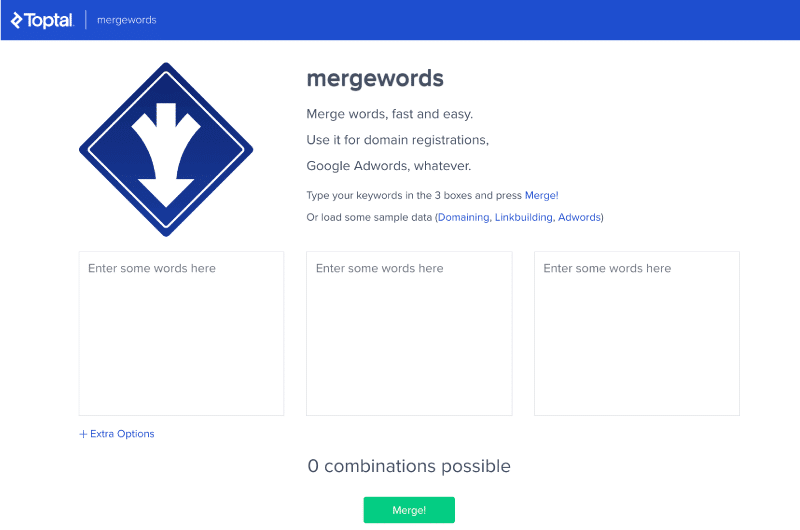 Toptal
mergewords
mergewords
Merge words, fast and easy.
Use it for domain registrations,
Google Adwords, whatever.
Type your keywords in the 3 boxes and press Merge!
Or load some sample data (Domaining, Linkbuilding, Adwords)
Enter some words here
Enter some words here
Enter some words here
+ Extra Options
0 combinations possible
Merge!